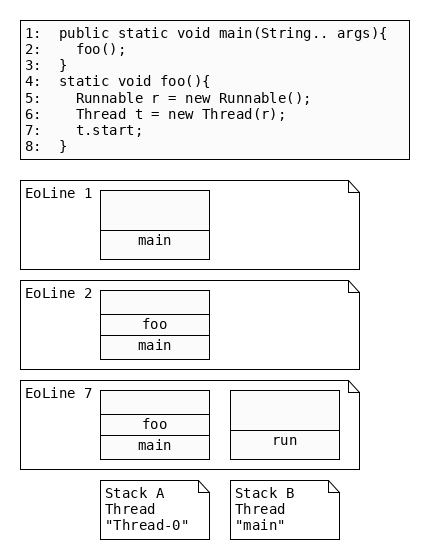 1:  public static void main(String.. args){
2:    foo();
3:  }
4:  static void foo(){
5:    Runnable r = new Runnable();
6:    Thread t = new Thread(r);
7:    t.start;
8:  }
EoLine 1
main
EoLine 2
foo
main
EoLine 7
foo
main
run
Stack A
Thread
"Thread-0"
Stack B
Thread
"main"